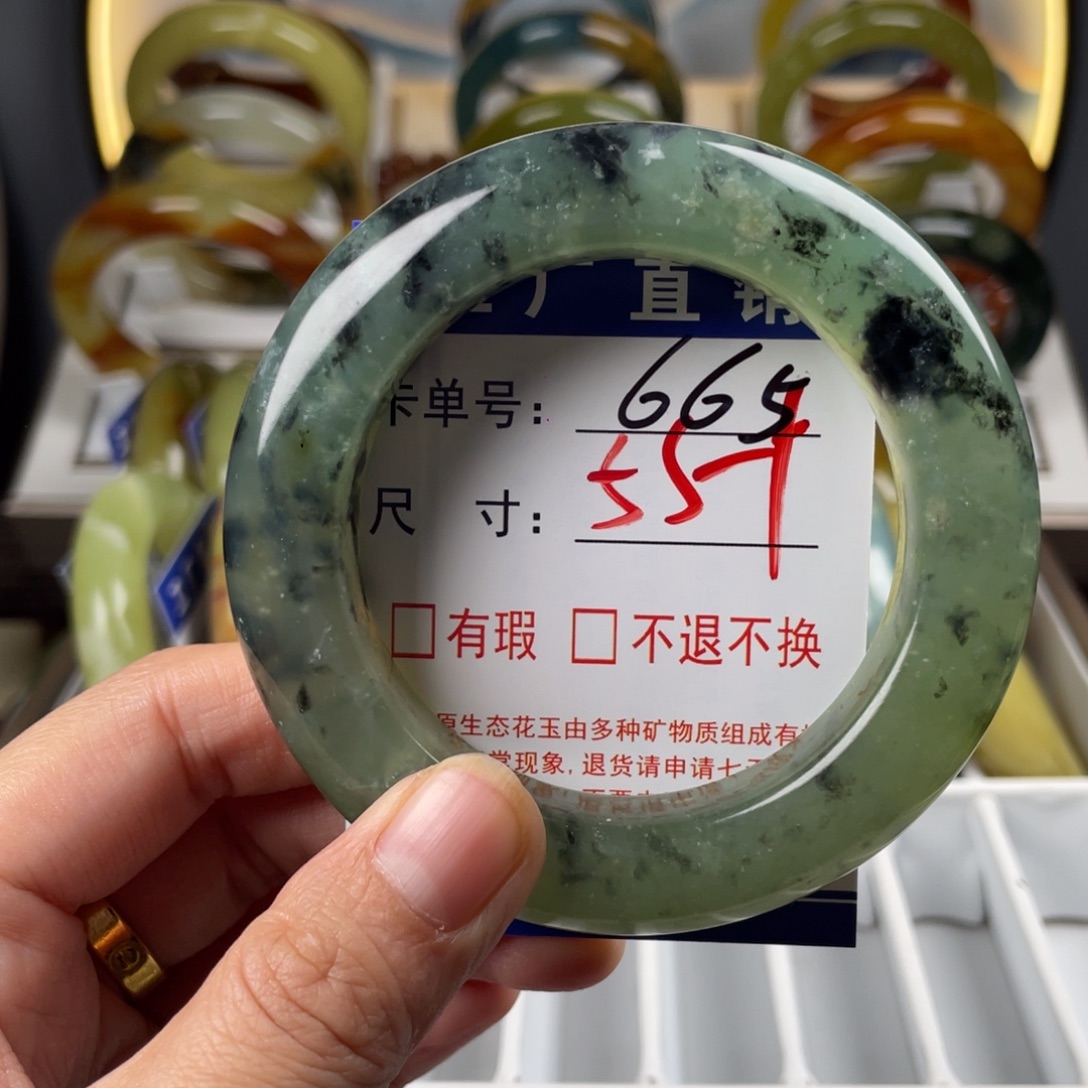 厂直销
卡单号: 665
尺 寸:
□有瑕 □不退不换
原生态花玉由多种矿物质组成有
常现象,退货请申请七天